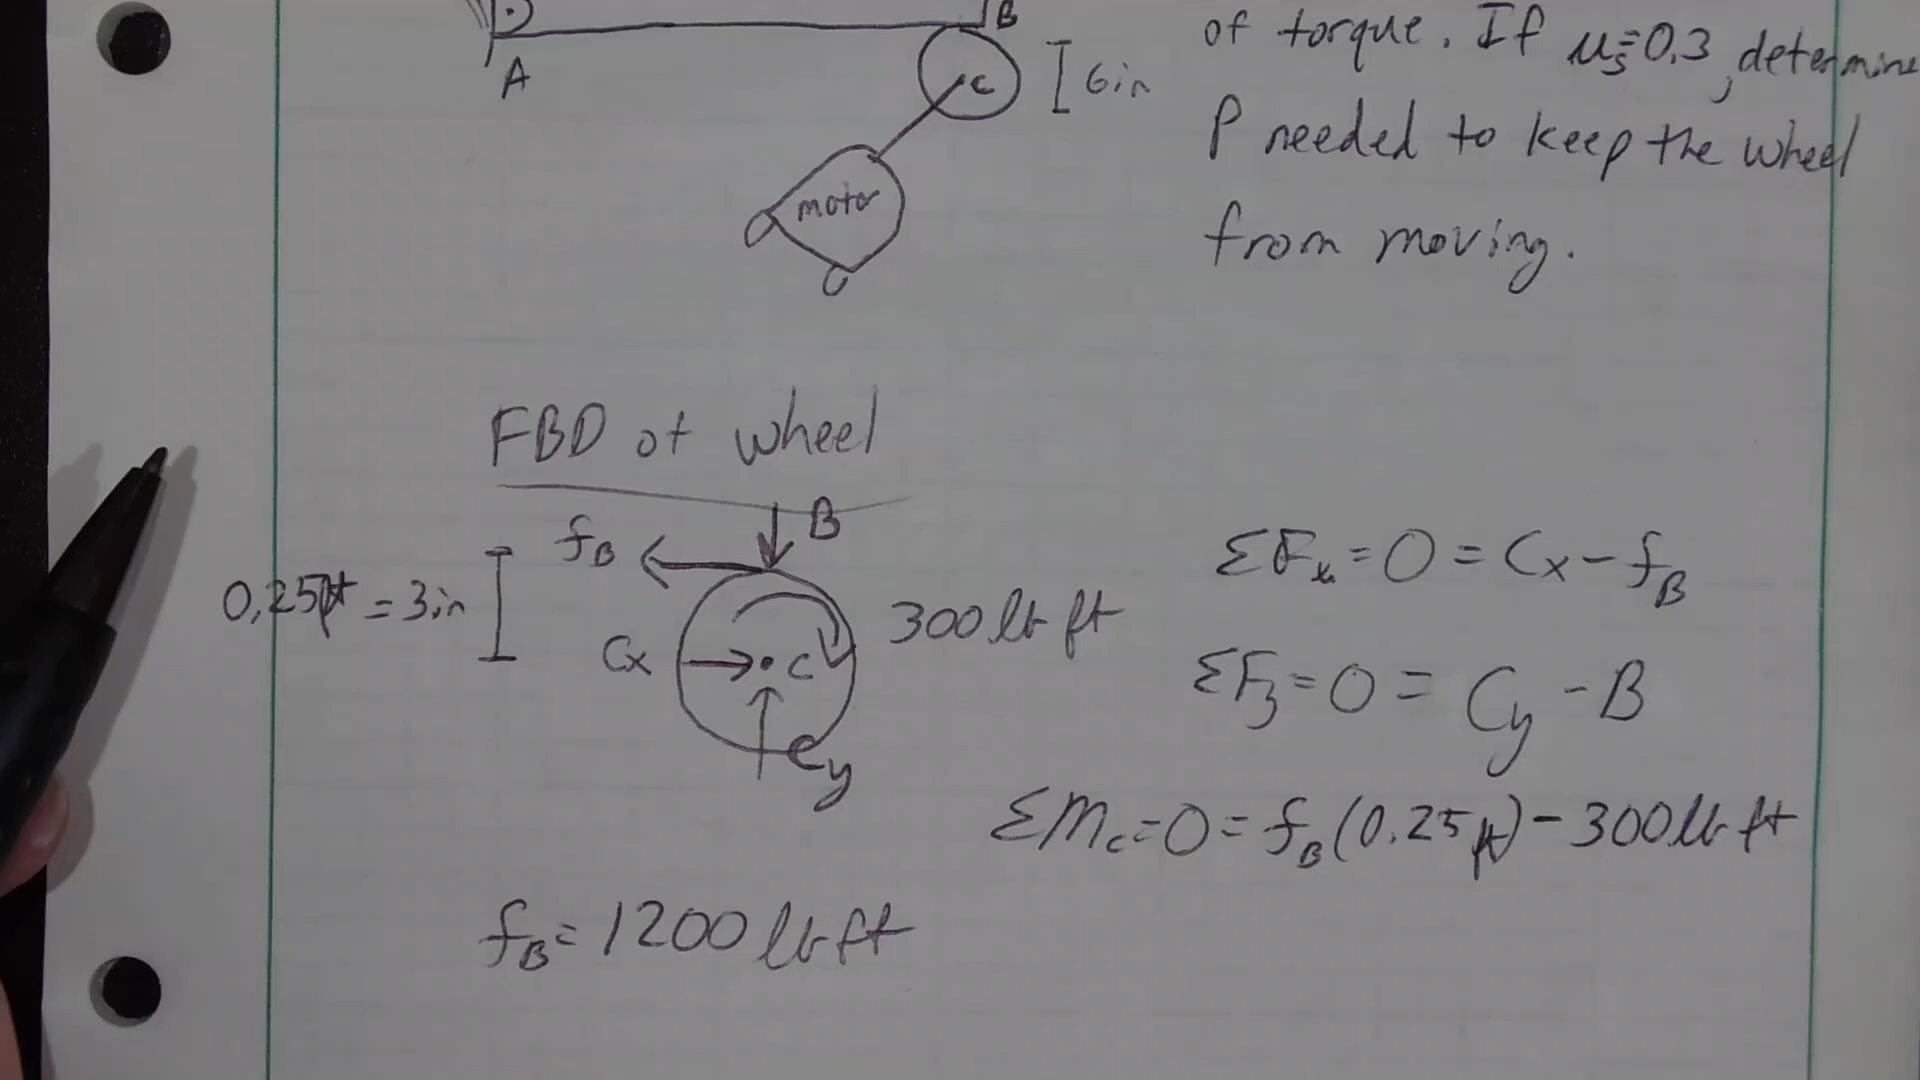 B
of torque. If μs=0.3, determine
A
C
6in
P needed to keep the wheel
motor
from moving.
FBD of wheel
B
fB
0.25ft = 3in
300 lb ft
Cx
C
Cy
ΣFx=0=Cx-fB
ΣFy=0=Cy-B
ΣMc=0=fB(0.25ft)-300 lb ft
fB=1200 lb ft